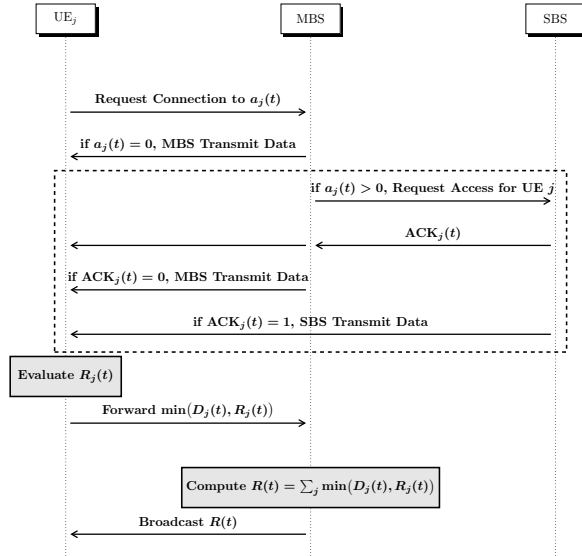 UE_j MBS SBS
Request Connection to a_j(t)
if a_j(t) = 0, MBS Transmit Data
if a_j(t) > 0, Request Access for UE j
ACK_j(t)
if ACK_j(t) = 0, MBS Transmit Data
if ACK_j(t) = 1, SBS Transmit Data
Evaluate R_j(t)
Forward min(D_j(t), R_j(t))
Compute R(t) = ∑_j min(D_j(t), R_j(t))
Broadcast R(t)